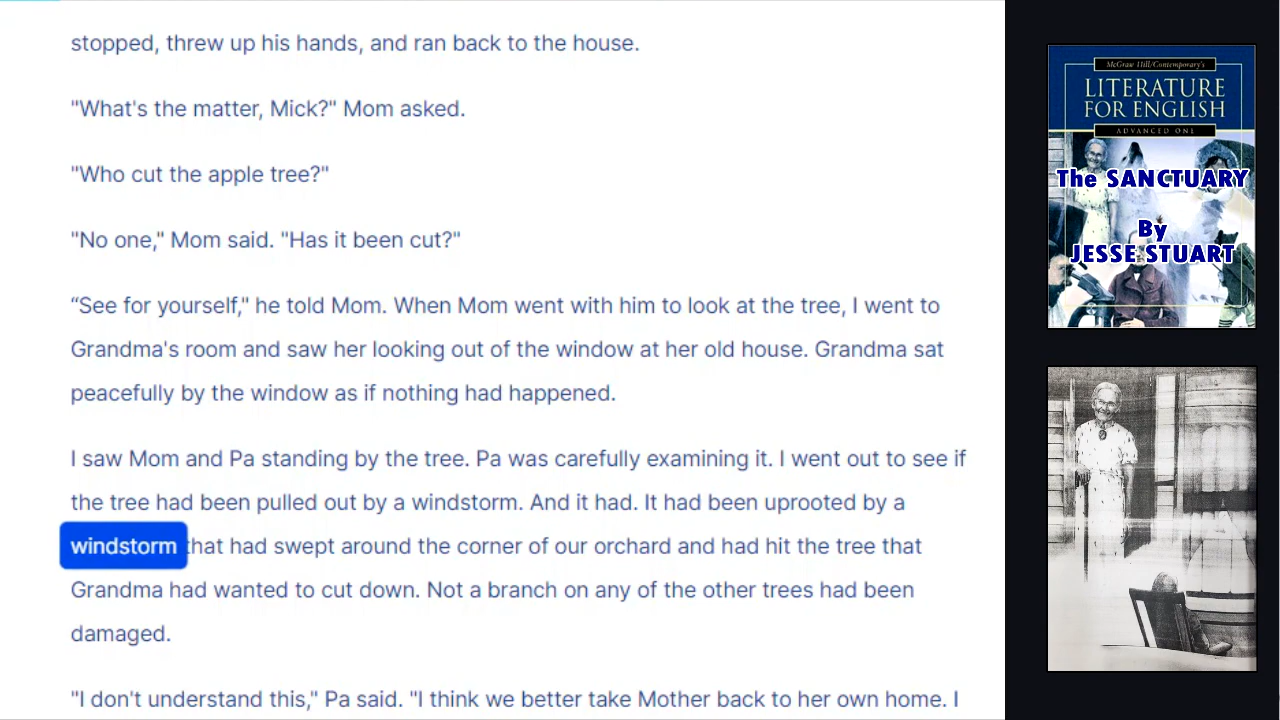 stopped, threw up his hands, and ran back to the house.
"What's the matter, Mick?" Mom asked.
"Who cut the apple tree?"
"No one," Mom said. "Has it been cut?"
“See for yourself," he told Mom. When Mom went with him to look at the tree, I went to
Grandma's room and saw her looking out of the window at her old house. Grandma sat
peacefully by the window as if nothing had happened.
I saw Mom and Pa standing by the tree. Pa was carefully examining it. I went out to see if
the tree had been pulled out by a windstorm. And it had. It had been uprooted by a
windstorm that had swept around the corner of our orchard and had hit the tree that
Grandma had wanted to cut down. Not a branch on any of the other trees had been
damaged.
"I don't understand this," Pa said. "I think we better take Mother back to her own home. I
McGraw Hill/Contemporary's
LITERATURE
FOR ENGLISH
ADVANCED ONE
The SANCTUARY
By
JESSE STUART